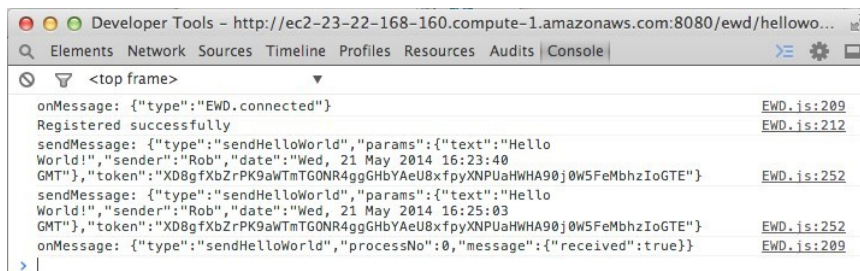 Developer Tools - http://ec2-23-22-168-160.compute-1.amazonaws.com:8080/ewd/hellowo...
Elements Network Sources Timeline Profiles Resources Audits Console
<top frame>
onMessage: {"type":"EWD.connected"} EWD.js:209
Registered successfully EWD.js:212
sendMessage: {"type":"sendHelloWorld","params":{"text":"Hello
World!","sender":"Rob","date":"Wed, 21 May 2014 16:23:40
GMT"},"token":"XD8gfXbZrPK9aWTmTGONR4ggGHbYAeU8xfpyXNPUaHWHA90j0W5FeMbhzIoGTE"} EWD.js:252
sendMessage: {"type":"sendHelloWorld","params":{"text":"Hello
World!","sender":"Rob","date":"Wed, 21 May 2014 16:25:03
GMT"},"token":"XD8gfXbZrPK9aWTmTGONR4ggGHbYAeU8xfpyXNPUaHWHA90j0W5FeMbhzIoGTE"} EWD.js:252
onMessage: {"type":"sendHelloWorld","processNo":0,"message":{"received":true}} EWD.js:209
>